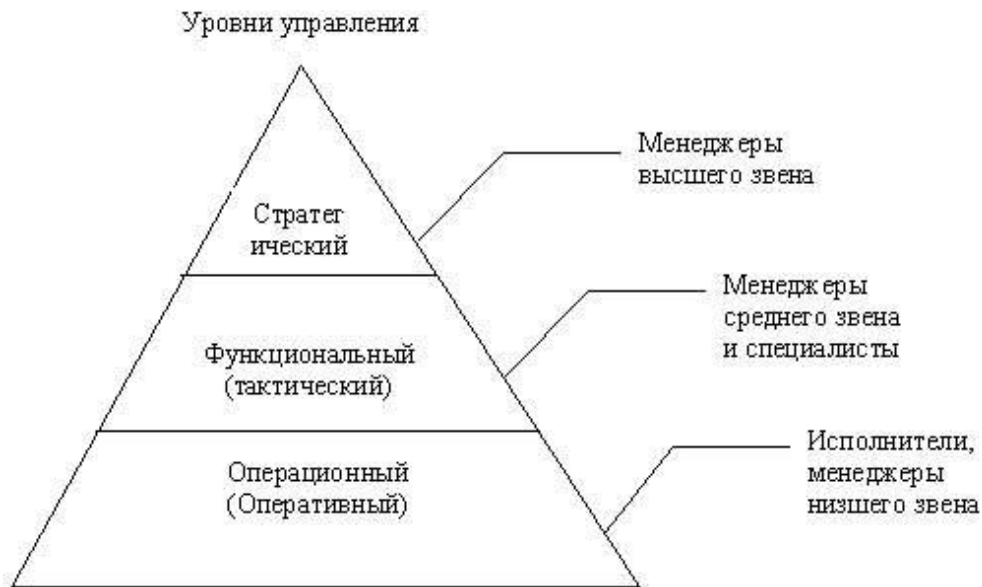 Уровни управления
Менеджеры
высшего звена
Стратег
ический
Менеджеры
среднего звена
и специалисты
Функциональный
(тактический)
Исполнители,
менеджеры
низшего звена
Операционный
(Оперативный)